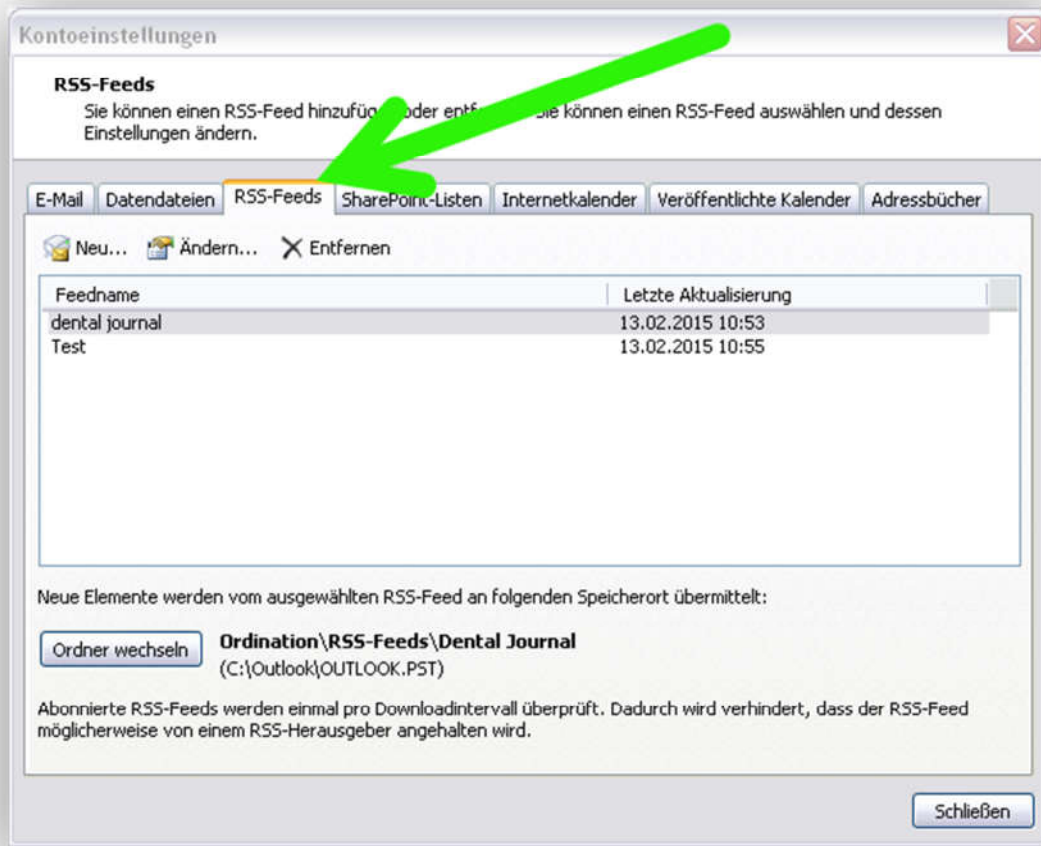 Kontoeinstellungen
RSS-Feeds
Sie können einen RSS-Feed hinzufügen oder entf Sie können einen RSS-Feed auswählen und dessen
Einstellungen ändern.
E-Mail Datendateien RSS-Feeds SharePoint-Listen Internetkalender Veröffentlichte Kalender Adressbücher
Neu... Ändern... Entfernen
Feedname Letzte Aktualisierung
dental journal 13.02.2015 10:53
Test 13.02.2015 10:55
Neue Elemente werden vom ausgewählten RSS-Feed an folgenden Speicherort übermittelt:
Ordner wechseln Ordination\RSS-Feeds\Dental Journal
(C:\Outlook\OUTLOOK.PST)
Abonnierte RSS-Feeds werden einmal pro Downloadintervall überprüft. Dadurch wird verhindert, dass der RSS-Feed
möglicherweise von einem RSS-Herausgeber angehalten wird.
Schließen